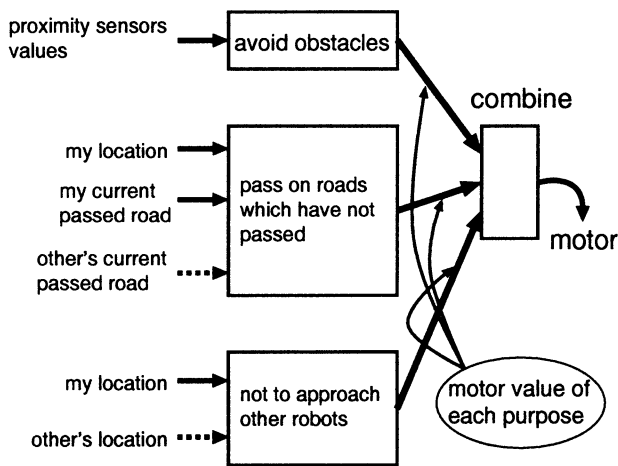 proximity sensors
values
avoid obstacles
combine
my location
my current
passed road
other's current
passed road
pass on roads
which have not
passed
motor
my location
other's location
not to approach
other robots
motor value of
each purpose